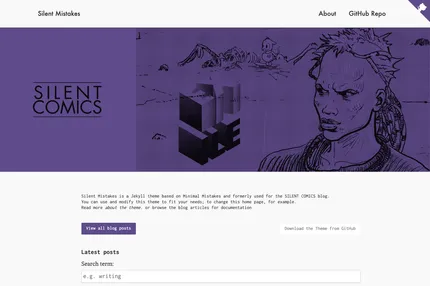 Silent Mistakes
About
GitHub Repo
SILENT
COMICS
Silent Mistakes is a Jekyll theme based on Minimal Mistakes and formerly used for the SILENT COMICS blog.
You can use and modify this theme to fit your needs, to change this home page, for example.
Read more about the theme. or browse the blog articles for documentation
View all blog posts
Download the Theme from GitHub
Latest posts
Search term:
e.g. writing